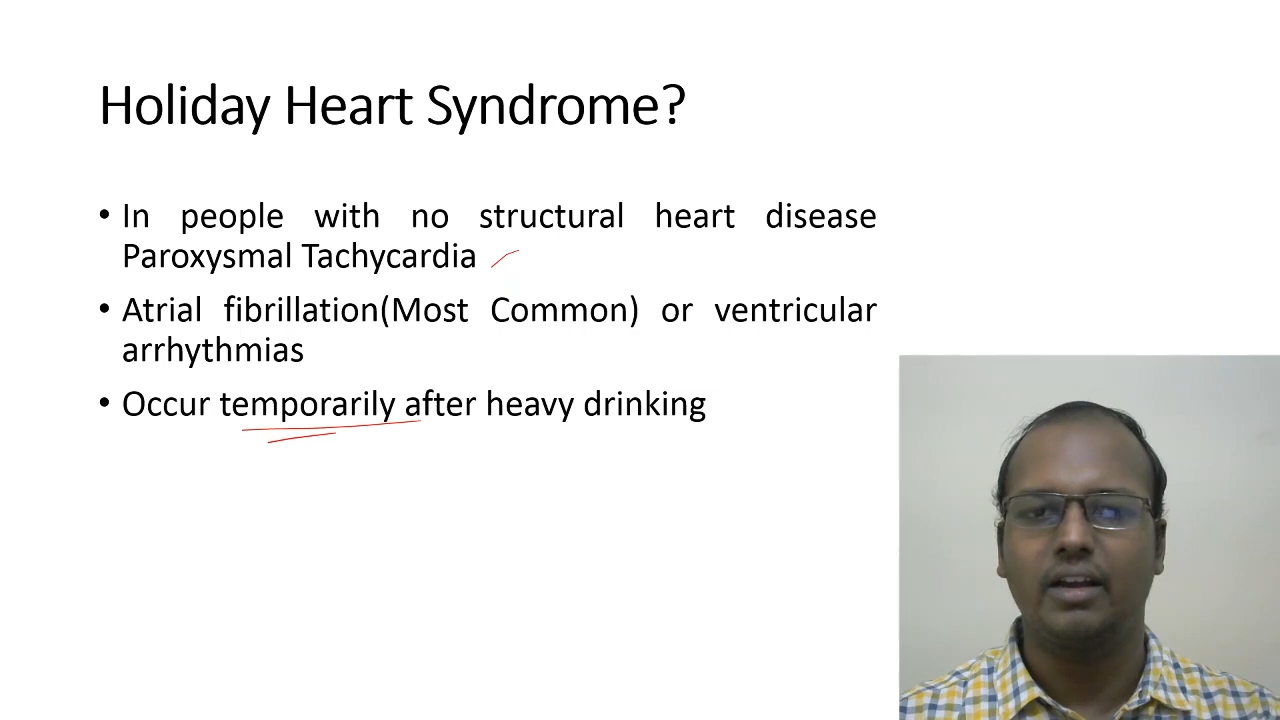 Holiday Heart Syndrome?
• In people with no structural heart disease
Paroxysmal Tachycardia
• Atrial fibrillation(Most Common) or ventricular
arrhythmias
• Occur temporarily after heavy drinking